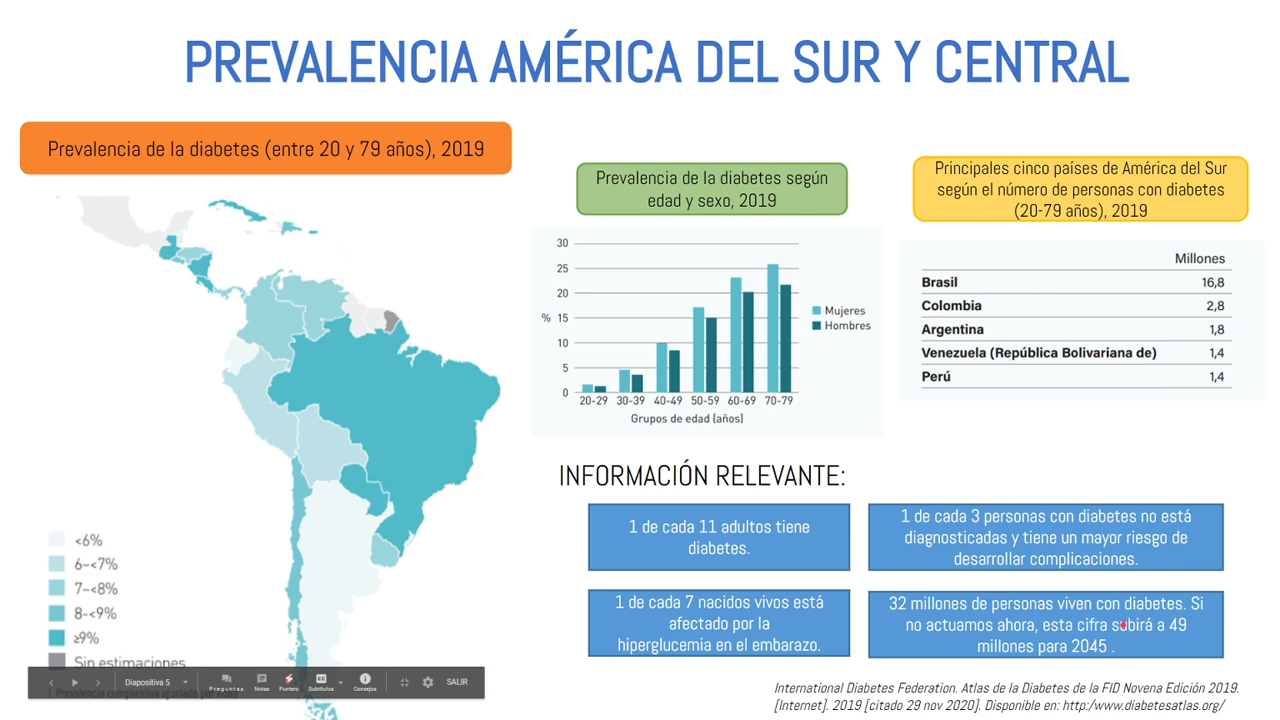 PREVALENCIA AMÉRICA DEL SUR Y CENTRAL
Prevalencia de la diabetes (entre 20 y 79 años), 2019
<6%
6–<7%
7–<8%
8-<9%
≥9%
Sin estimaciones
Prevalencia de la diabetes según
edad y sexo, 2019
30
25
20
% 15
10
5
0
20-29 30-39 40-49 50-59 60-69 70-79
Grupos de edad (años)
Mujeres
Hombres
Principales cinco países de América del Sur
según el número de personas con diabetes
(20-79 años), 2019
Millones
Brasil 16,8
Colombia 2,8
Argentina 1,8
Venezuela (República Bolivariana de) 1,4
Perú 1,4
INFORMACIÓN RELEVANTE:
1 de cada 11 adultos tiene
diabetes.
1 de cada 3 personas con diabetes no está
diagnosticadas y tiene un mayor riesgo de
desarrollar complicaciones.
1 de cada 7 nacidos vivos está
afectado por la
hiperglucemia en el embarazo.
32 millones de personas viven con diabetes. Si
no actuamos ahora, esta cifra subirá a 49
millones para 2045 .
Diapositiva 5
Preguntas Notas Puntero Subtítulos Consejos SALIR
International Diabetes Federation. Atlas de la Diabetes de la FID Novena Edición 2019.
[Internet]. 2019 [citado 29 nov 2020]. Disponible en: http:/www.diabetesatlas.org/